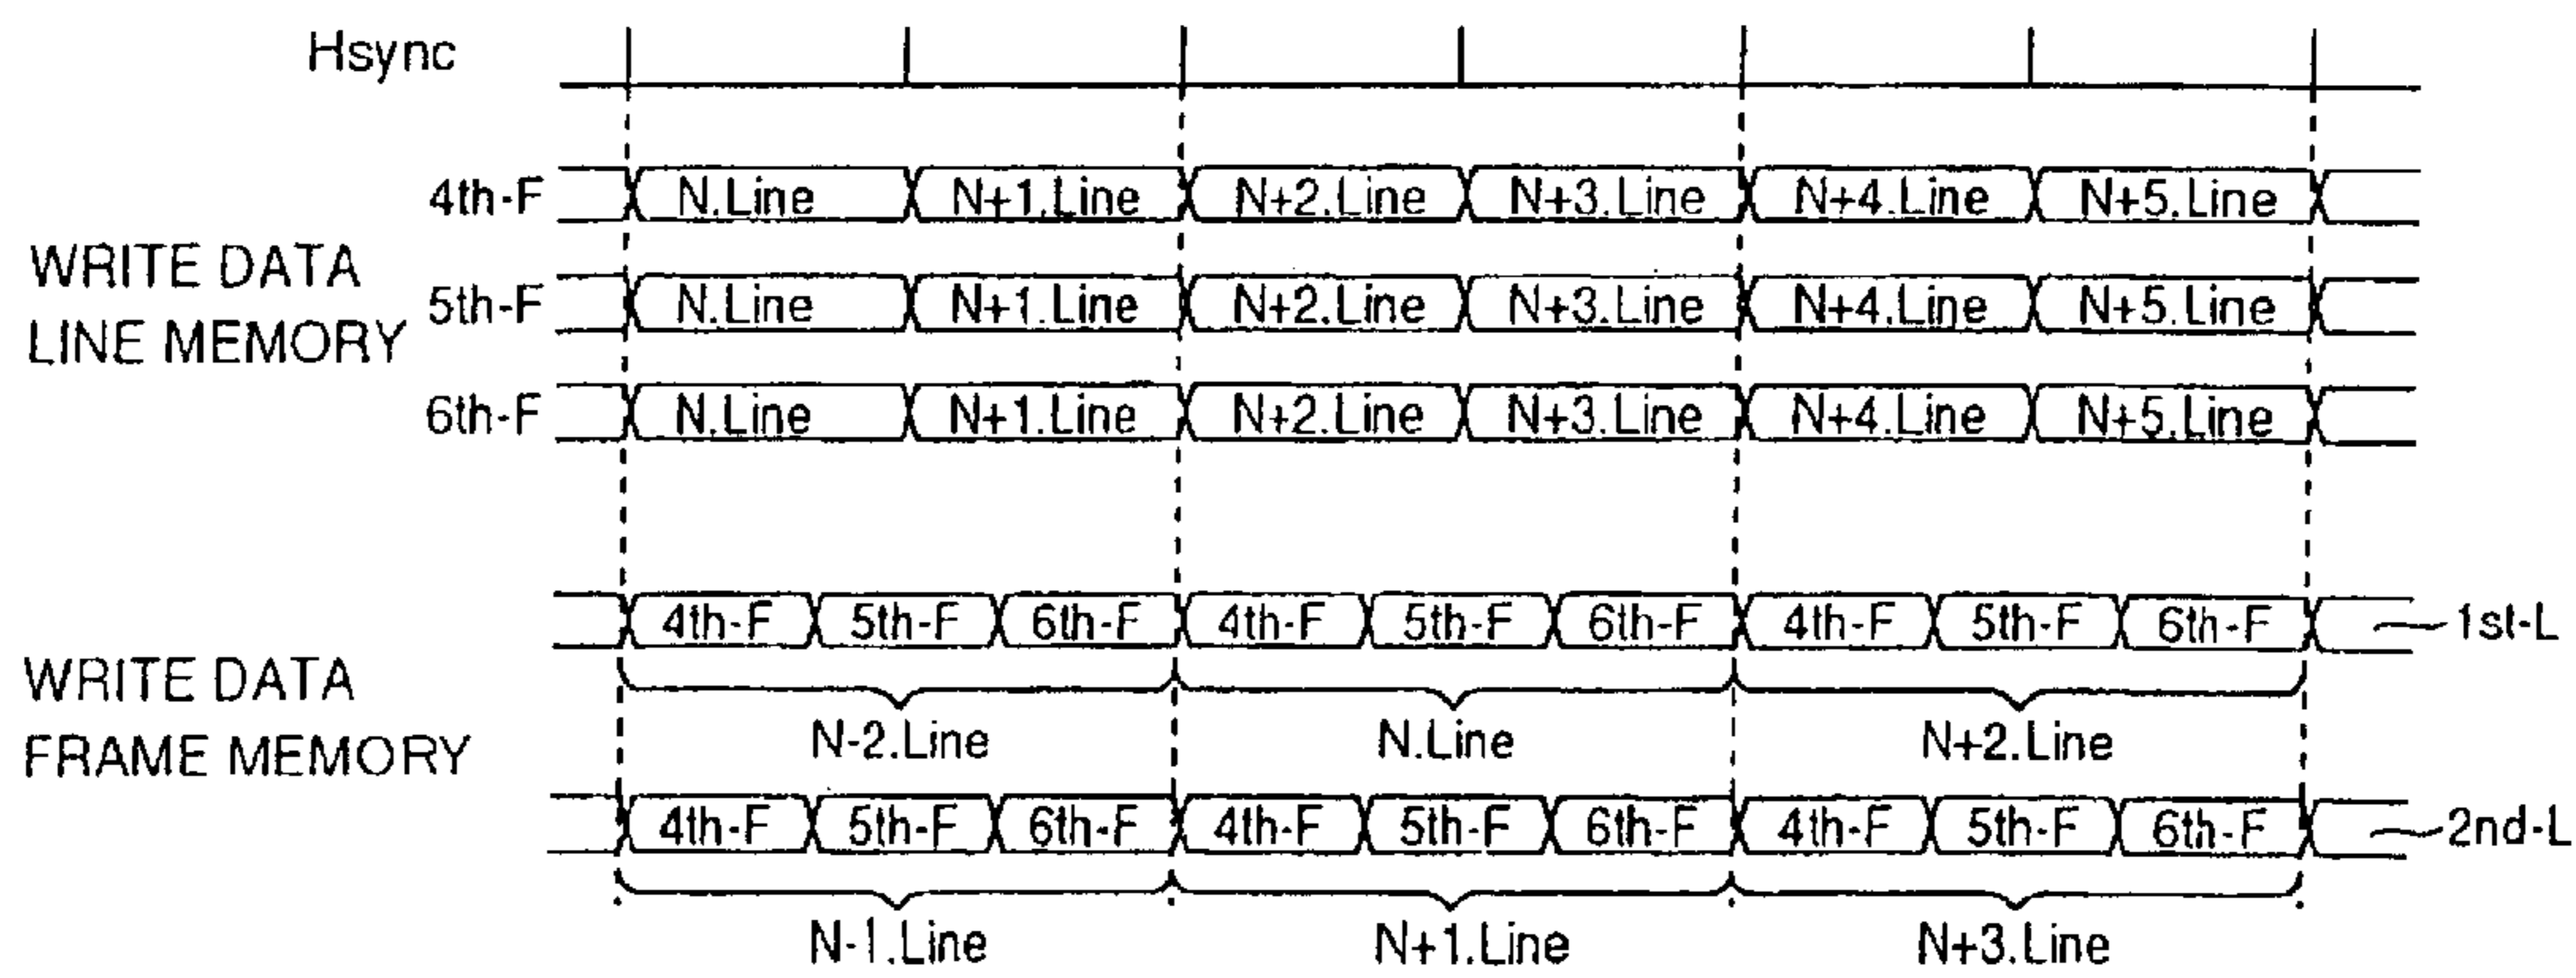 Hsync
WRITE DATA
LINE MEMORY
4th-F N.Line N+1.Line N+2.Line N+3.Line N+4.Line N+5.Line
5th-F N.Line N+1.Line N+2.Line N+3.Line N+4.Line N+5.Line
6th-F N.Line N+1.Line N+2.Line N+3.Line N+4.Line N+5.Line
WRITE DATA
FRAME MEMORY
4th-F 5th-F 6th-F 4th-F 5th-F 6th-F 4th-F 5th-F 6th-F 1st-L
N-2.Line N.Line N+2.Line
4th-F 5th-F 6th-F 4th-F 5th-F 6th-F 4th-F 5th-F 6th-F 2nd-L
N-1.Line N+1.Line N+3.Line